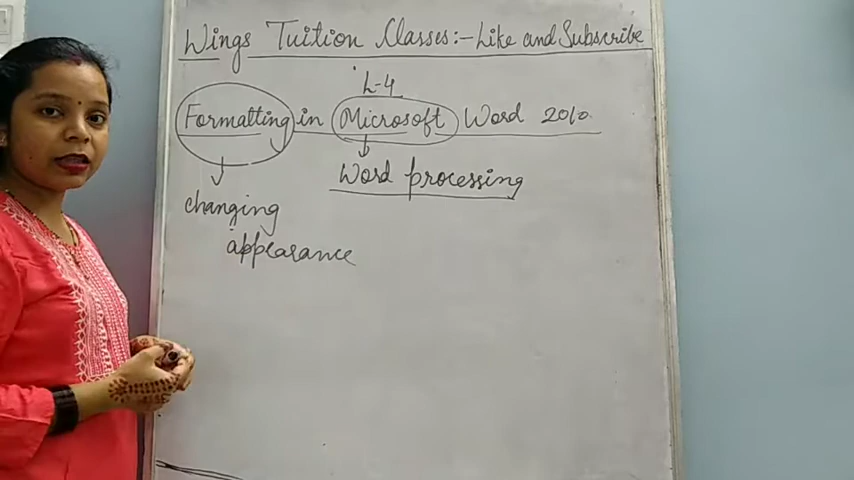 Wings Tuition Classes:- Like and Subscribe
L-4
Formatting in Microsoft Word 2010
Word processing
changing
appearance